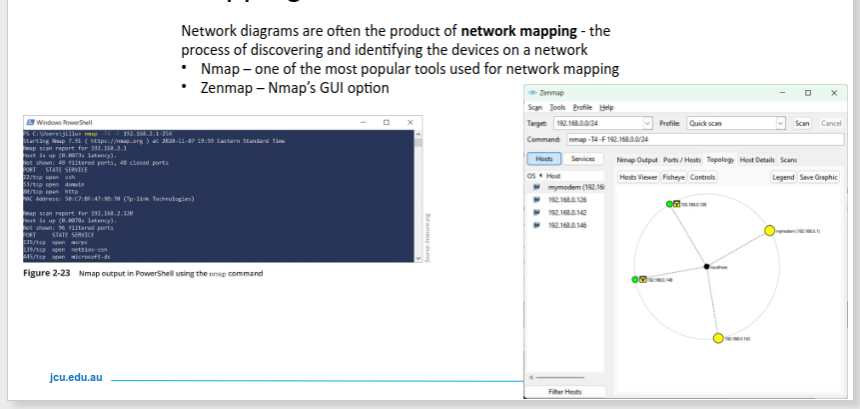 Network diagrams are often the product of network mapping - the
process of discovering and identifying the devices on a network
• Nmap – one of the most popular tools used for network mapping
• Zenmap – Nmap's GUI option
Windows PowerShell
PS C:\Users\jillw> nmap -T4 -F 192.168.2.1-254
Starting Nmap 7.91 ( https://nmap.org ) at 2020-11-07 19:59 Eastern Standard Time
Nmap scan report for 192.168.2.1
Host is up (0.0073s latency).
Not shown: 49 filtered ports, 48 closed ports
PORT STATE SERVICE
22/tcp open ssh
53/tcp open domain
80/tcp open http
MAC Address: 50:C7:BF:47:9B:70 (Tp-link Technologies)
Nmap scan report for 192.168.2.120
Host is up (0.0078s latency).
Not shown: 96 filtered ports
PORT STATE SERVICE
135/tcp open msrpc
139/tcp open netbios-ssn
445/tcp open microsoft-ds
Figure 2-23 Nmap output in PowerShell using the nmap command
Zenmap
Scan Tools Profile Help
Target: 192.168.0.0/24 Profile: Quick scan Scan Cancel
Command: nmap -T4 -F 192.168.0.0/24
Hosts Services Nmap Output Ports / Hosts Topology Host Details Scans
OS Host Hosts Viewer Fisheye Controls Legend Save Graphic
mymodem (192.16
192.168.0.126
192.168.0.142
192.168.0.146
mymodem (192.168.0.1)
localhost
192.168.0.146
192.168.0.142
Filter Hosts
jcu.edu.au